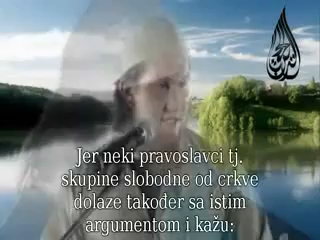 Jer neki pravoslavci tj.
skupine slobodne od crkve
dolaze također sa istim
argumentom i kažu: